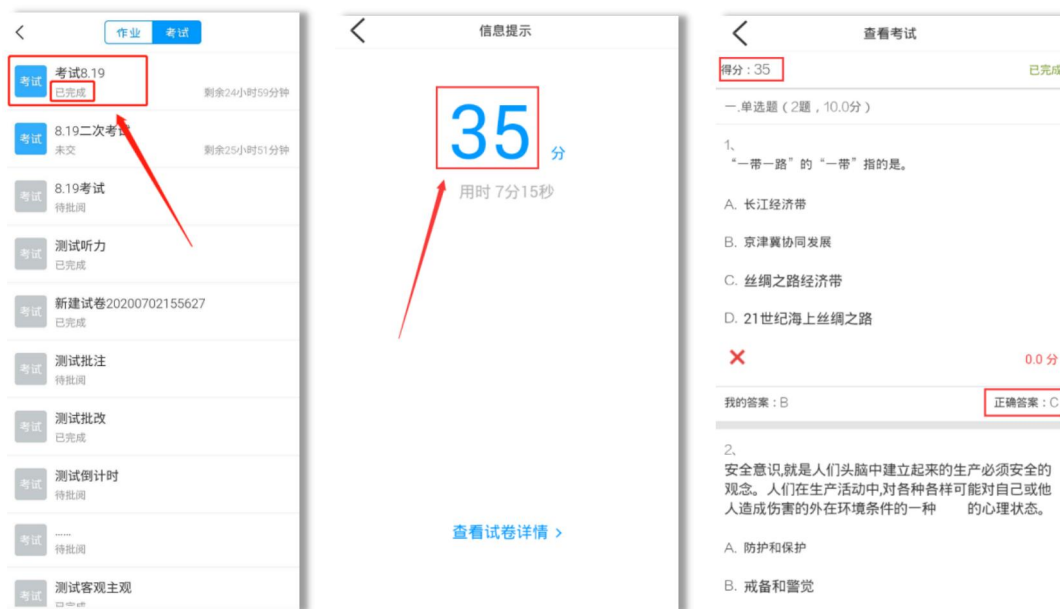 作业 考试
考试 考试8.19
已完成 剩余24小时59分钟
考试 8.19二次考试
未交 剩余25小时51分钟
考试 8.19考试
待批阅
考试 测试听力
已完成
考试 新建试卷20200702155627
已完成
考试 测试批注
待批阅
考试 测试批改
已完成
考试 测试倒计时
待批阅
考试 ......
待批阅
考试 测试客观主观
已完成
信息提示
35 分
用时 7分15秒
查看试卷详情 >
查看考试
得分：35 已完成
一.单选题（2题，10.0分）
1、
“一带一路”的“一带”指的是。
A. 长江经济带
B. 京津冀协同发展
C. 丝绸之路经济带
D. 21世纪海上丝绸之路
0.0 分
我的答案：B 正确答案：C
2、
安全意识,就是人们头脑中建立起来的生产必须安全的
观念。人们在生产活动中,对各种各样可能对自己或他
人造成伤害的外在环境条件的一种 的心理状态。
A. 防护和保护
B. 戒备和警觉